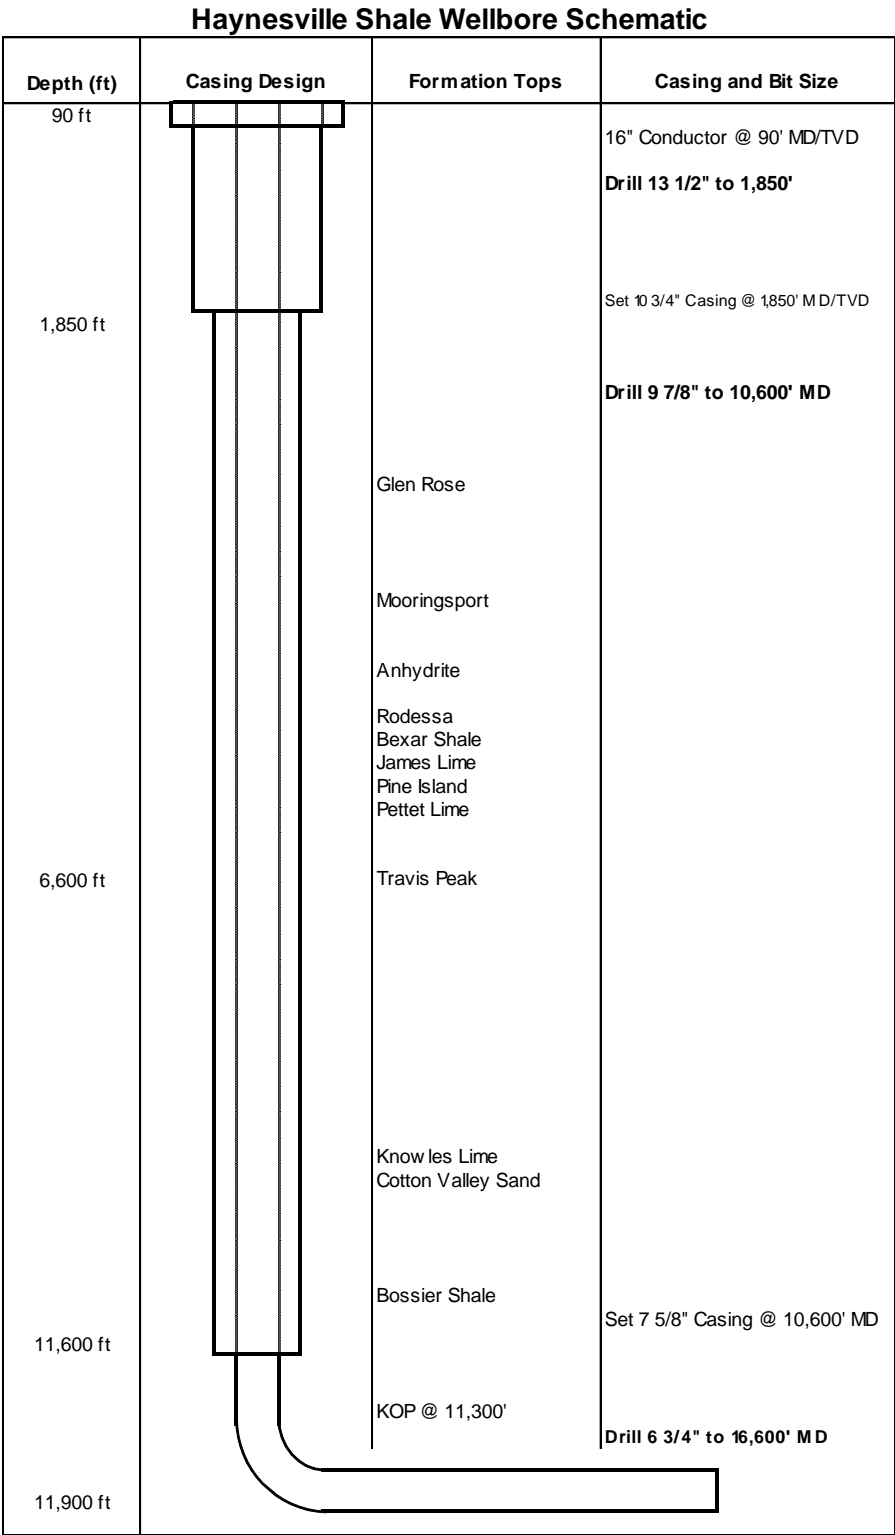 Haynesville Shale Wellbore Schematic
Depth (ft) Casing Design Formation Tops Casing and Bit Size
90 ft
16" Conductor @ 90' MD/TVD
Drill 13 1/2" to 1,850'
Set 10 3/4" Casing @ 1,850' MD/TVD
1,850 ft
Drill 9 7/8" to 10,600' MD
Glen Rose
Mooringsport
Anhydrite
Rodessa
Bexar Shale
James Lime
Pine Island
Pettet Lime
6,600 ft Travis Peak
Knowles Lime
Cotton Valley Sand
Bossier Shale
Set 7 5/8" Casing @ 10,600' MD
11,600 ft
KOP @ 11,300'
Drill 6 3/4" to 16,600' MD
11,900 ft